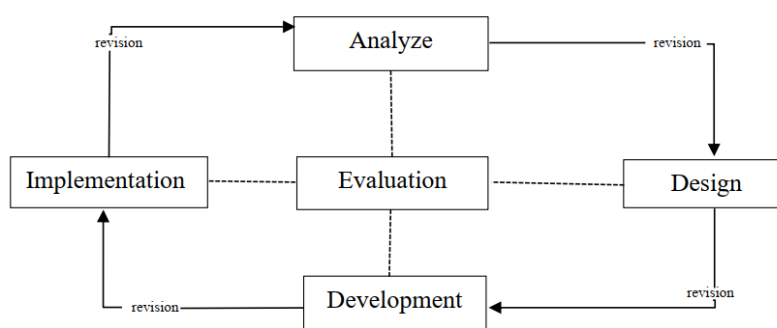 Analyze
revision
revision
Implementation
Evaluation
Design
Development
revision
revision